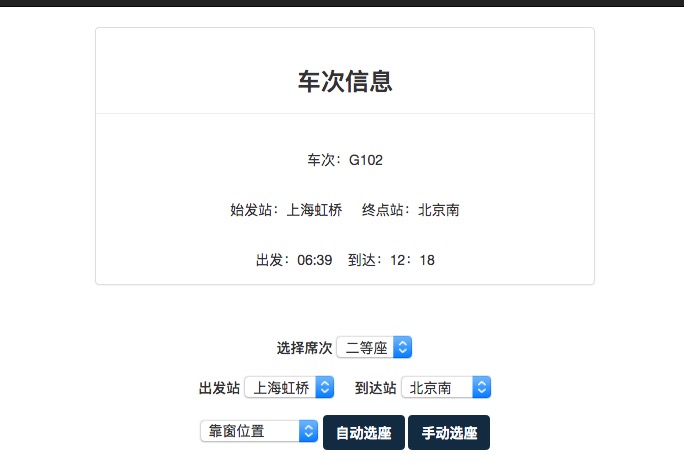 车次信息
车次：G102
始发站：上海虹桥 终点站：北京南
出发：06:39 到达：12：18
选择席次 二等座
出发站 上海虹桥 到达站 北京南
靠窗位置 自动选座 手动选座